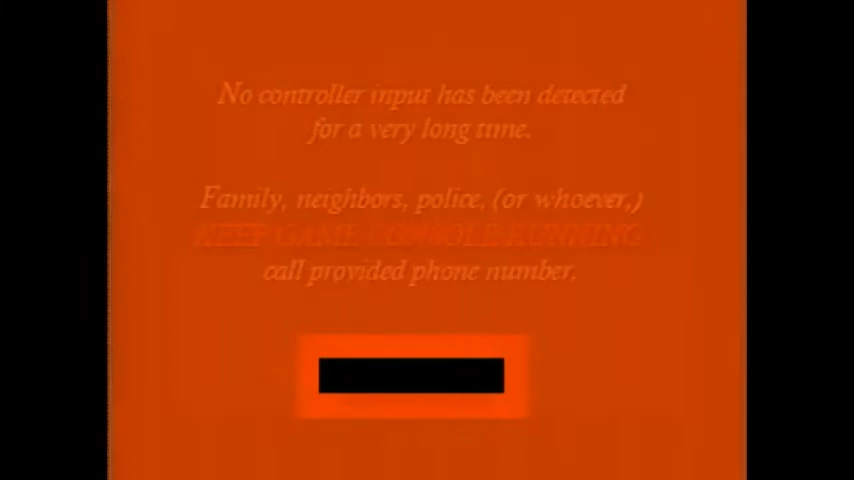 No controller input has been detected
for a very long time.
Family, neighbors, police, (or whoever,)
KEEP GAME CONSOLE RUNNING
call provided phone number.